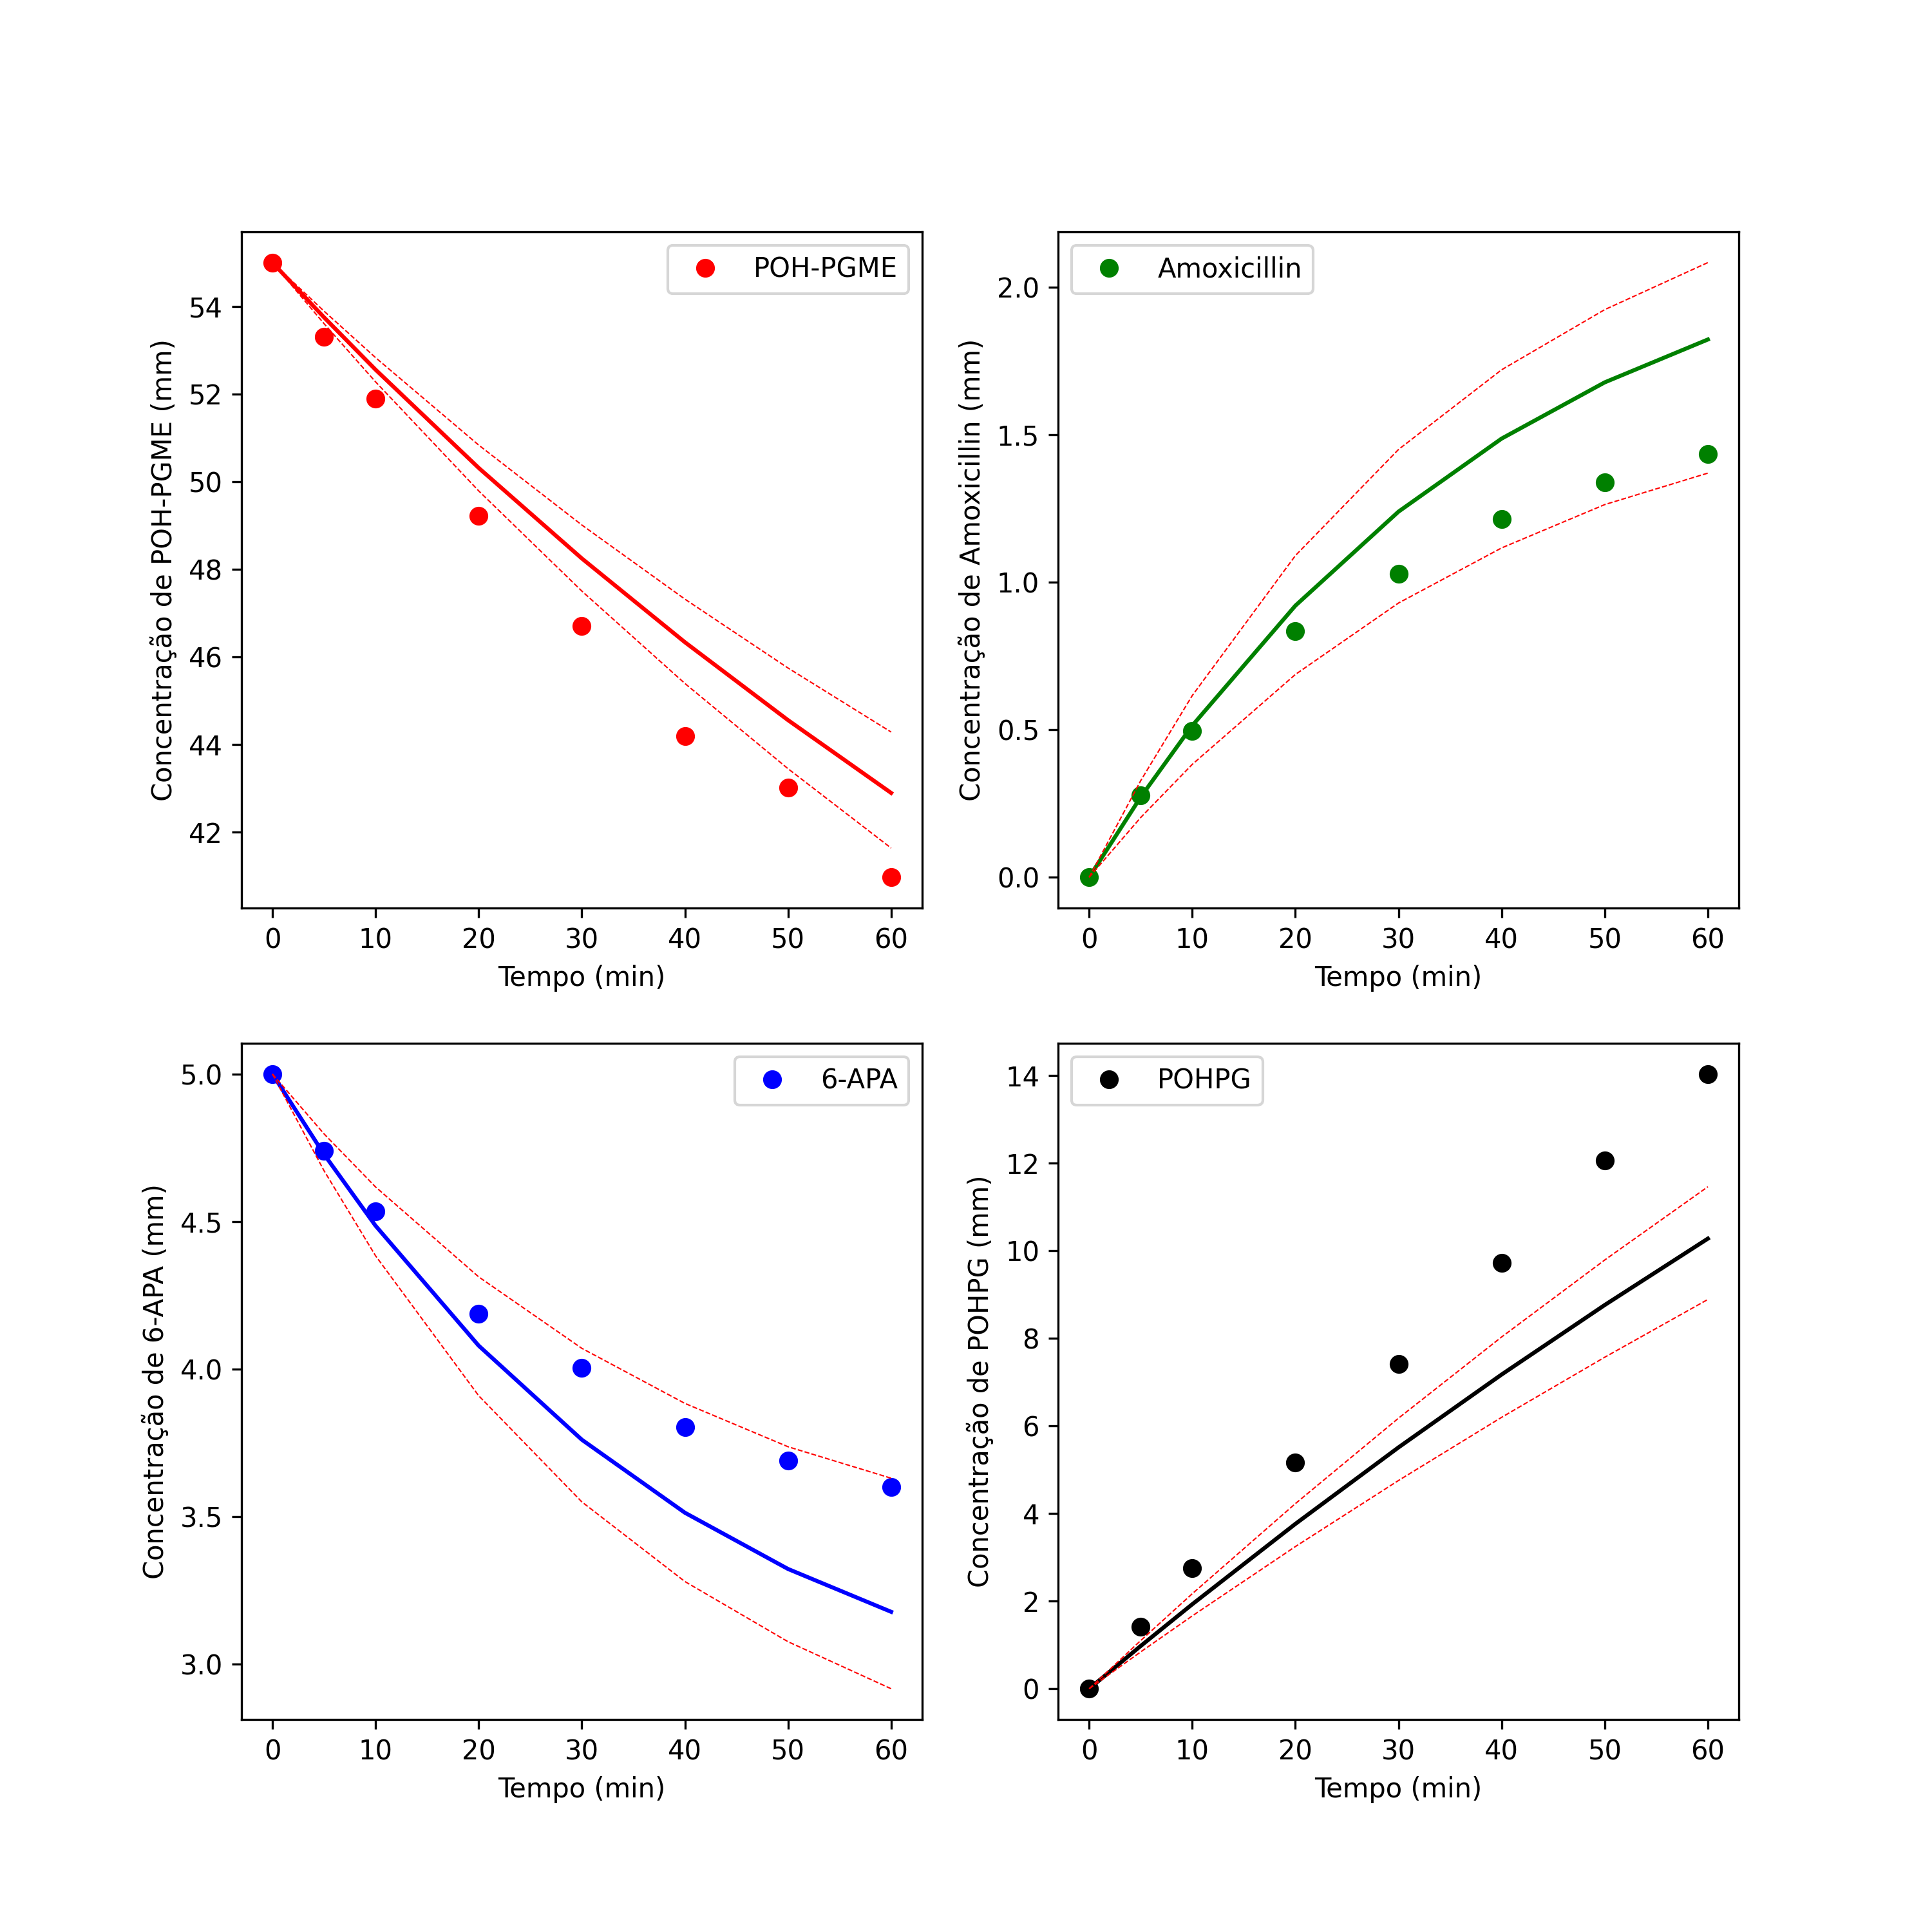 POH-PGME
Concentração de POH-PGME (mm)
54
52
50
48
46
44
42
0 10 20 30 40 50 60
Tempo (min)
Amoxicillin
Concentração de Amoxicillin (mm)
2.0
1.5
1.0
0.5
0.0
0 10 20 30 40 50 60
Tempo (min)
6-APA
Concentração de 6-APA (mm)
5.0
4.5
4.0
3.5
3.0
0 10 20 30 40 50 60
Tempo (min)
POHPG
Concentração de POHPG (mm)
14
12
10
8
6
4
2
0
0 10 20 30 40 50 60
Tempo (min)